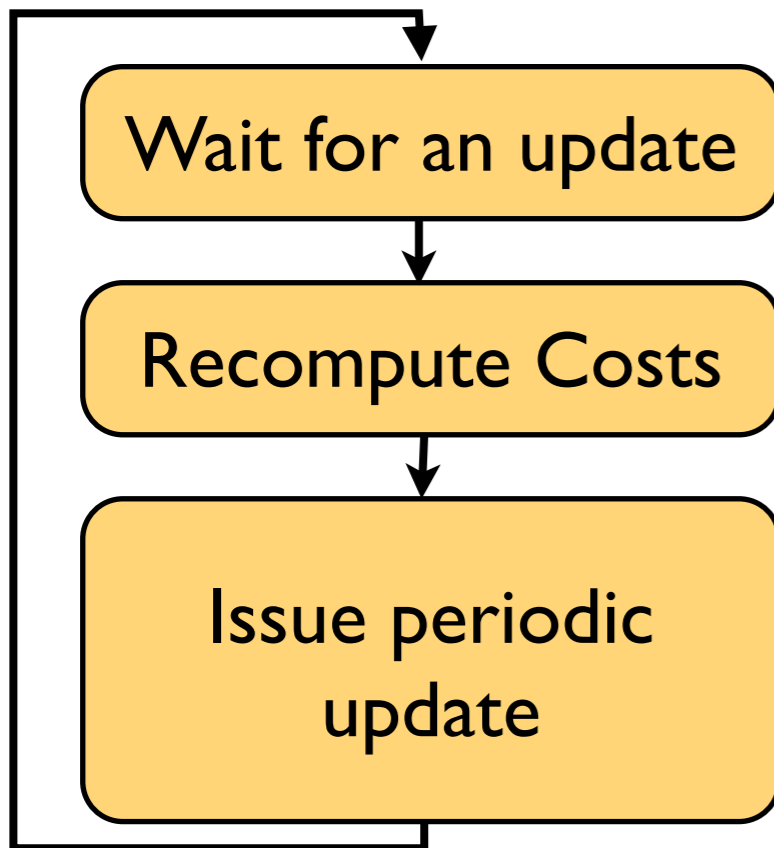 Wait for an update
Recompute Costs
Issue periodic
update